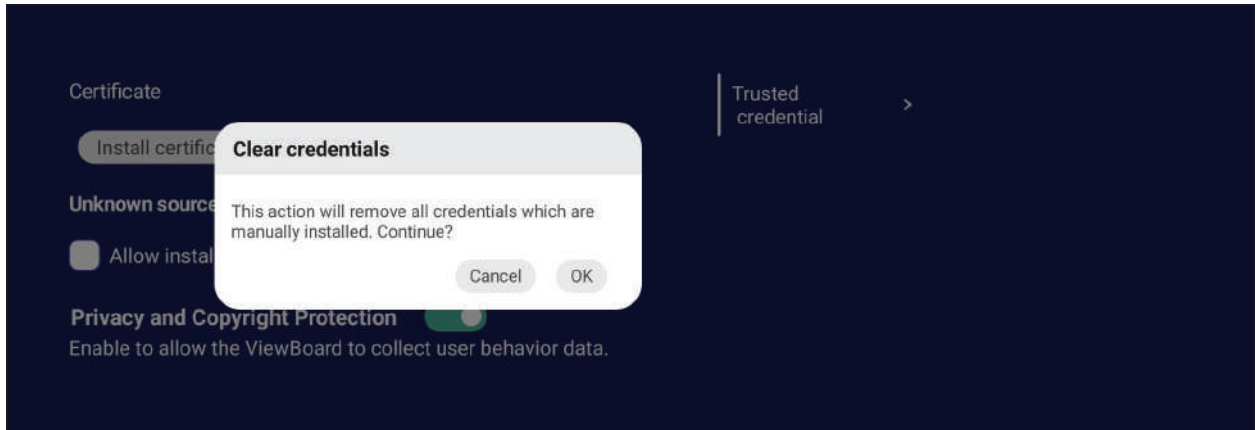 Certificate
Trusted
credential
Install certific
Clear credentials
Unknown source
This action will remove all credentials which are
manually installed. Continue?
Allow instal
Cancel
OK
Privacy and Copyright Protection
Enable to allow the ViewBoard to collect user behavior data.